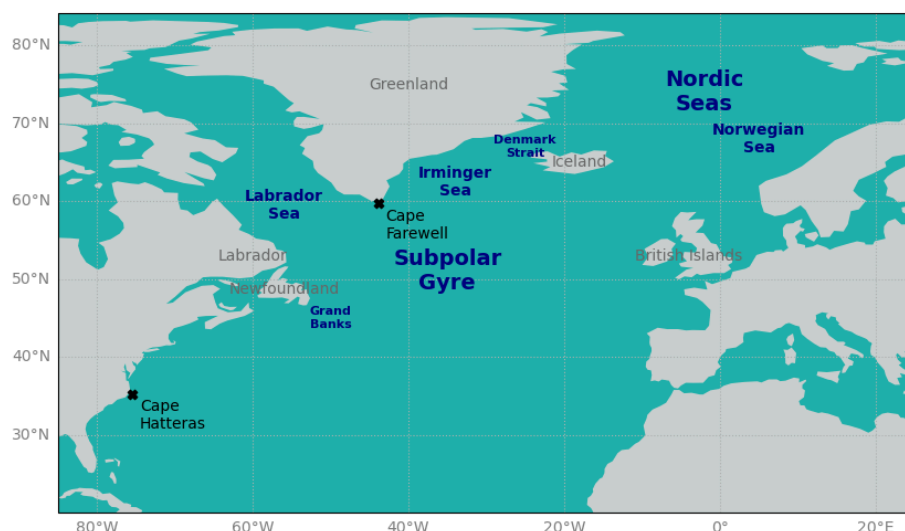 80°N
70°N
60°N
50°N
40°N
30°N
80°W
60°W
40°W
20°W
0°
20°E
Greenland
Nordic
Seas
Denmark
Strait
Norwegian
Sea
Iceland
Irminger
Sea
Labrador
Sea
Cape
Farewell
Subpolar
Gyre
Labrador
British Islands
Newfoundland
Grand
Banks
Cape
Hatteras